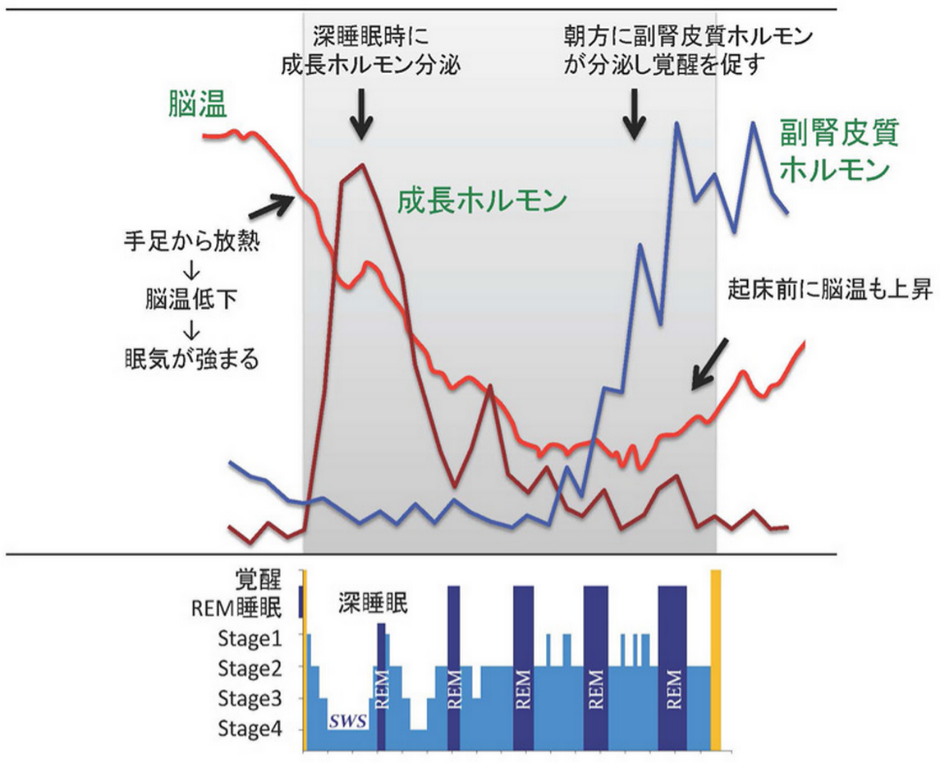 深睡眠時に
成長ホルモン分泌
朝方に副腎皮質ホルモン
が分泌し覚醒を促す
脳温
副腎皮質
ホルモン
成長ホルモン
手足から放熱
↓
脳温低下
↓
眠気が強まる
起床前に脳温も上昇
覚醒
REM睡眠
深睡眠
Stage1
Stage2
Stage3
Stage4
SWS
REM
REM
REM
REM
REM